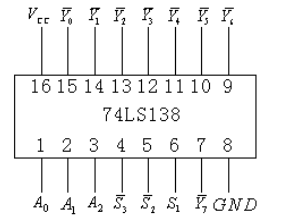 V_cc Y̅₀ Y̅₁ Y̅₂ Y̅₃ Y̅₄ Y̅₅ Y̅₆
16 15 14 13 12 11 10 9
74LS138
1 2 3 4 5 6 7 8
A₀ A₁ A₂ S̅₃ S̅₂ S₁ Y̅₇ GND